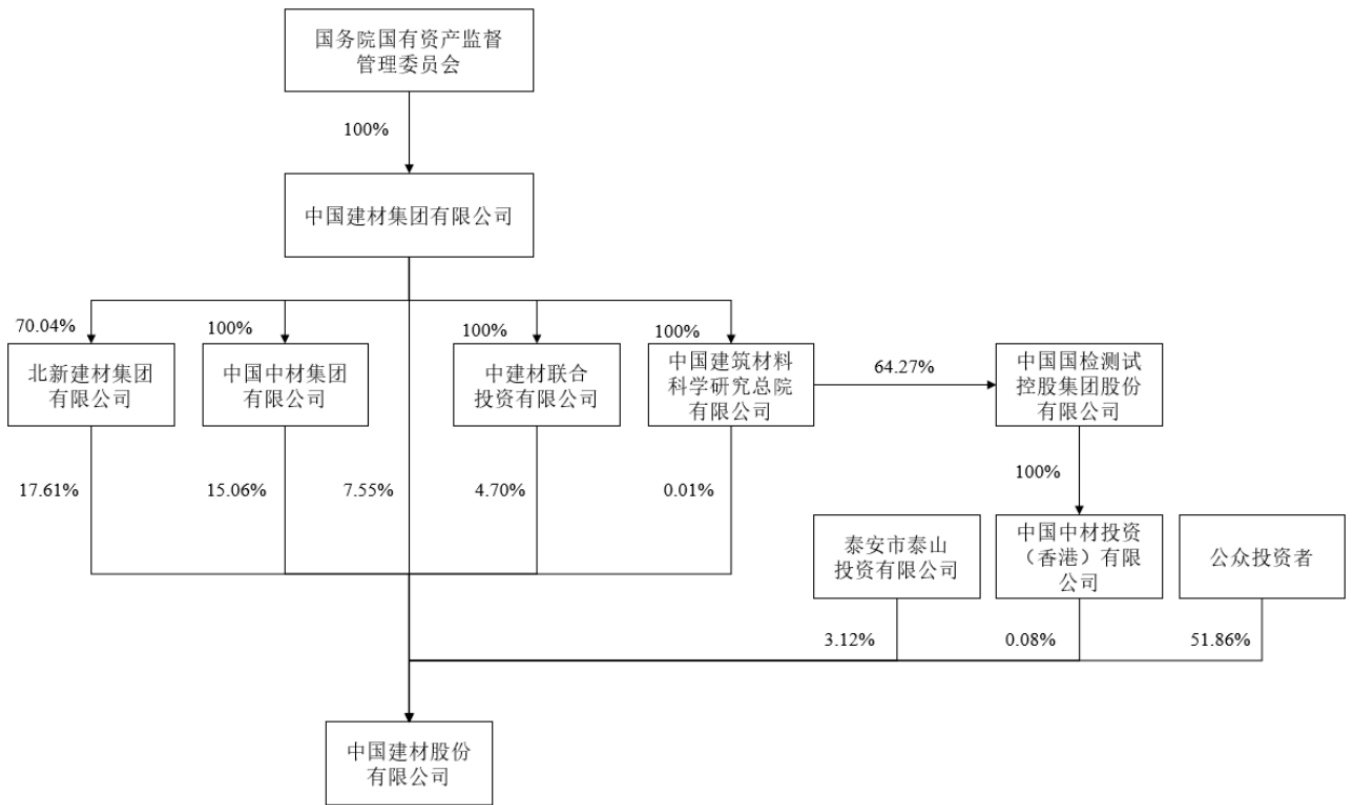 国务院国有资产监督
管理委员会
100%
中国建材集团有限公司
70.04%
100%
100%
100%
北新建材集团
有限公司
中国中材集团
有限公司
中建材联合
投资有限公司
中国建筑材料
科学研究总院
有限公司
64.27%
中国国检测试
控股集团股份
有限公司
17.61%
15.06%
7.55%
4.70%
0.01%
100%
泰安市泰山
投资有限公司
中国中材投资
（香港）有限
公司
公众投资者
3.12%
0.08%
51.86%
中国建材股份
有限公司